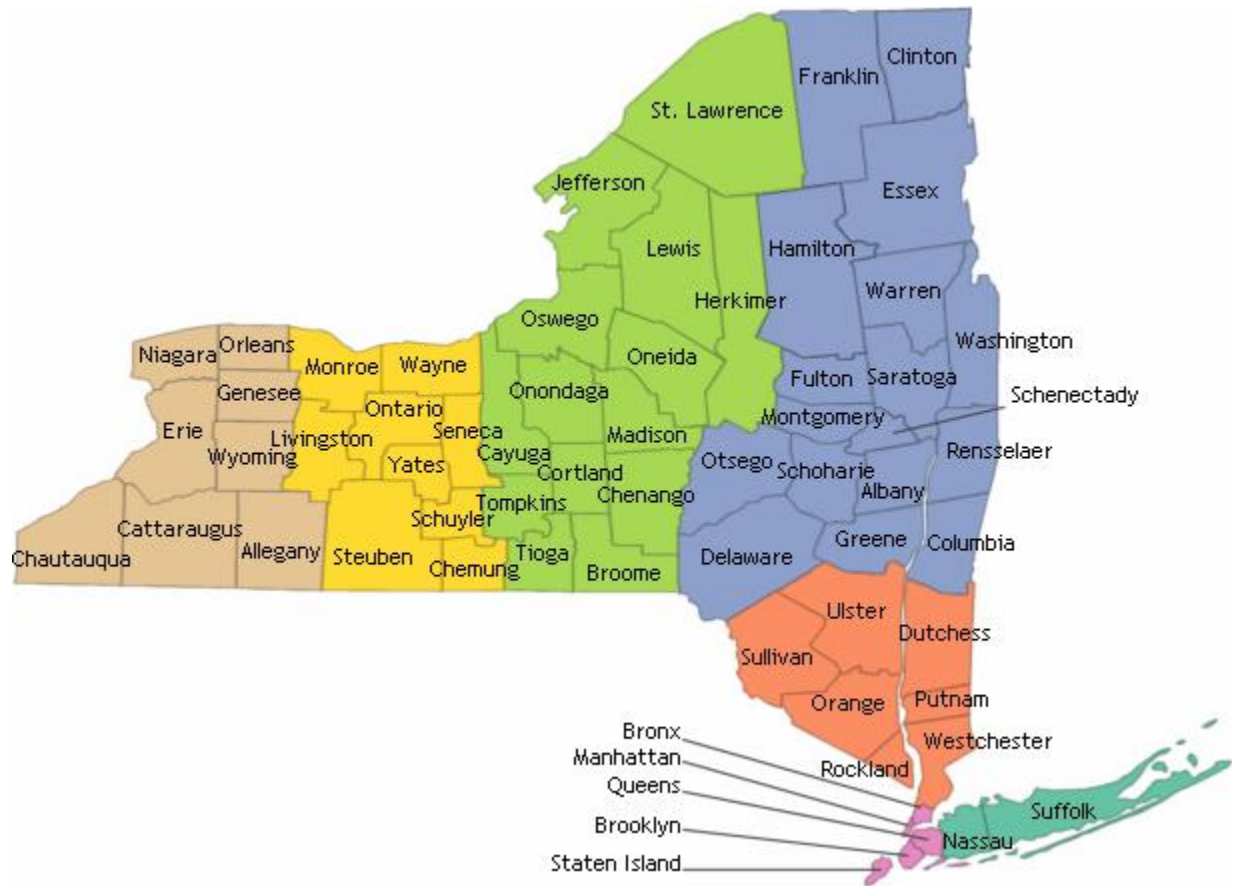 Clinton
Franklin
St. Lawrence
Jefferson
Essex
Lewis
Hamilton
Warren
Herkimer
Oswego
Washington
Niagara
Orleans
Monroe
Wayne
Oneida
Fulton
Saratoga
Schenectady
Genesee
Ontario
Onondaga
Montgomery
Erie
Livingston
Seneca
Madison
Rensselaer
Wyoming
Yates
Cayuga
Cortland
Otsego
Schoharie
Albany
Tompkins
Chenango
Schuyler
Cattaraugus
Chautauqua
Allegany
Steuben
Chemung
Tioga
Broome
Delaware
Greene
Columbia
Ulster
Dutchess
Sullivan
Orange
Putnam
Bronx
Westchester
Manhattan
Rockland
Queens
Suffolk
Brooklyn
Nassau
Staten Island